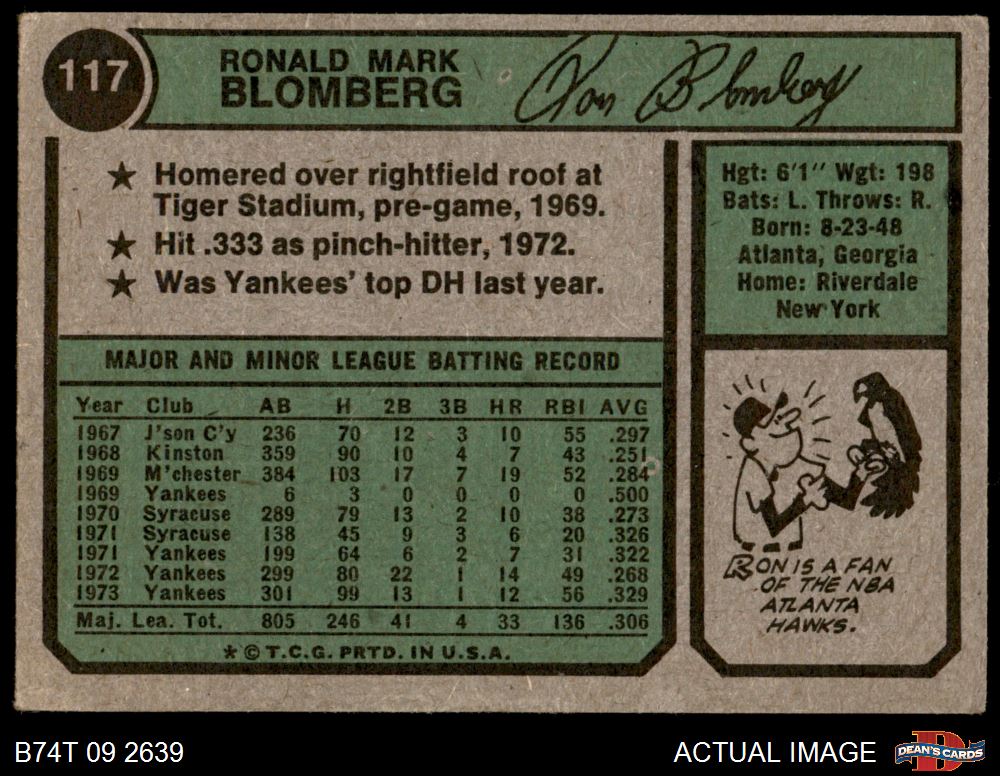 117
RONALD MARK
BLOMBERG
Ron Blomberg
★ Homered over rightfield roof at
Tiger Stadium, pre-game, 1969.
★ Hit .333 as pinch-hitter, 1972.
★ Was Yankees' top DH last year.
Hgt: 6'1" Wgt: 198
Bats: L. Throws: R.
Born: 8-23-48
Atlanta, Georgia
Home: Riverdale
New York
MAJOR AND MINOR LEAGUE BATTING RECORD
Year Club AB H 2B 3B HR RBI AVG
1967 J'son C'y 236 70 12 3 10 55 .297
1968 Kinston 359 90 10 4 7 43 .251
1969 M'chester 384 103 17 7 19 52 .284
1969 Yankees 6 3 0 0 0 0 .500
1970 Syracuse 289 79 13 2 10 38 .273
1971 Syracuse 138 45 9 3 6 20 .326
1971 Yankees 199 64 6 2 7 31 .322
1972 Yankees 299 80 22 1 14 49 .268
1973 Yankees 301 99 13 1 12 56 .329
Maj. Lea. Tot. 805 246 41 4 33 136 .306
★ © T.C.G. PRTD. IN U.S.A.
RON IS A FAN
OF THE NBA
ATLANTA
HAWKS.
B74T 09 2639
ACTUAL IMAGE
DEAN'S CARDS